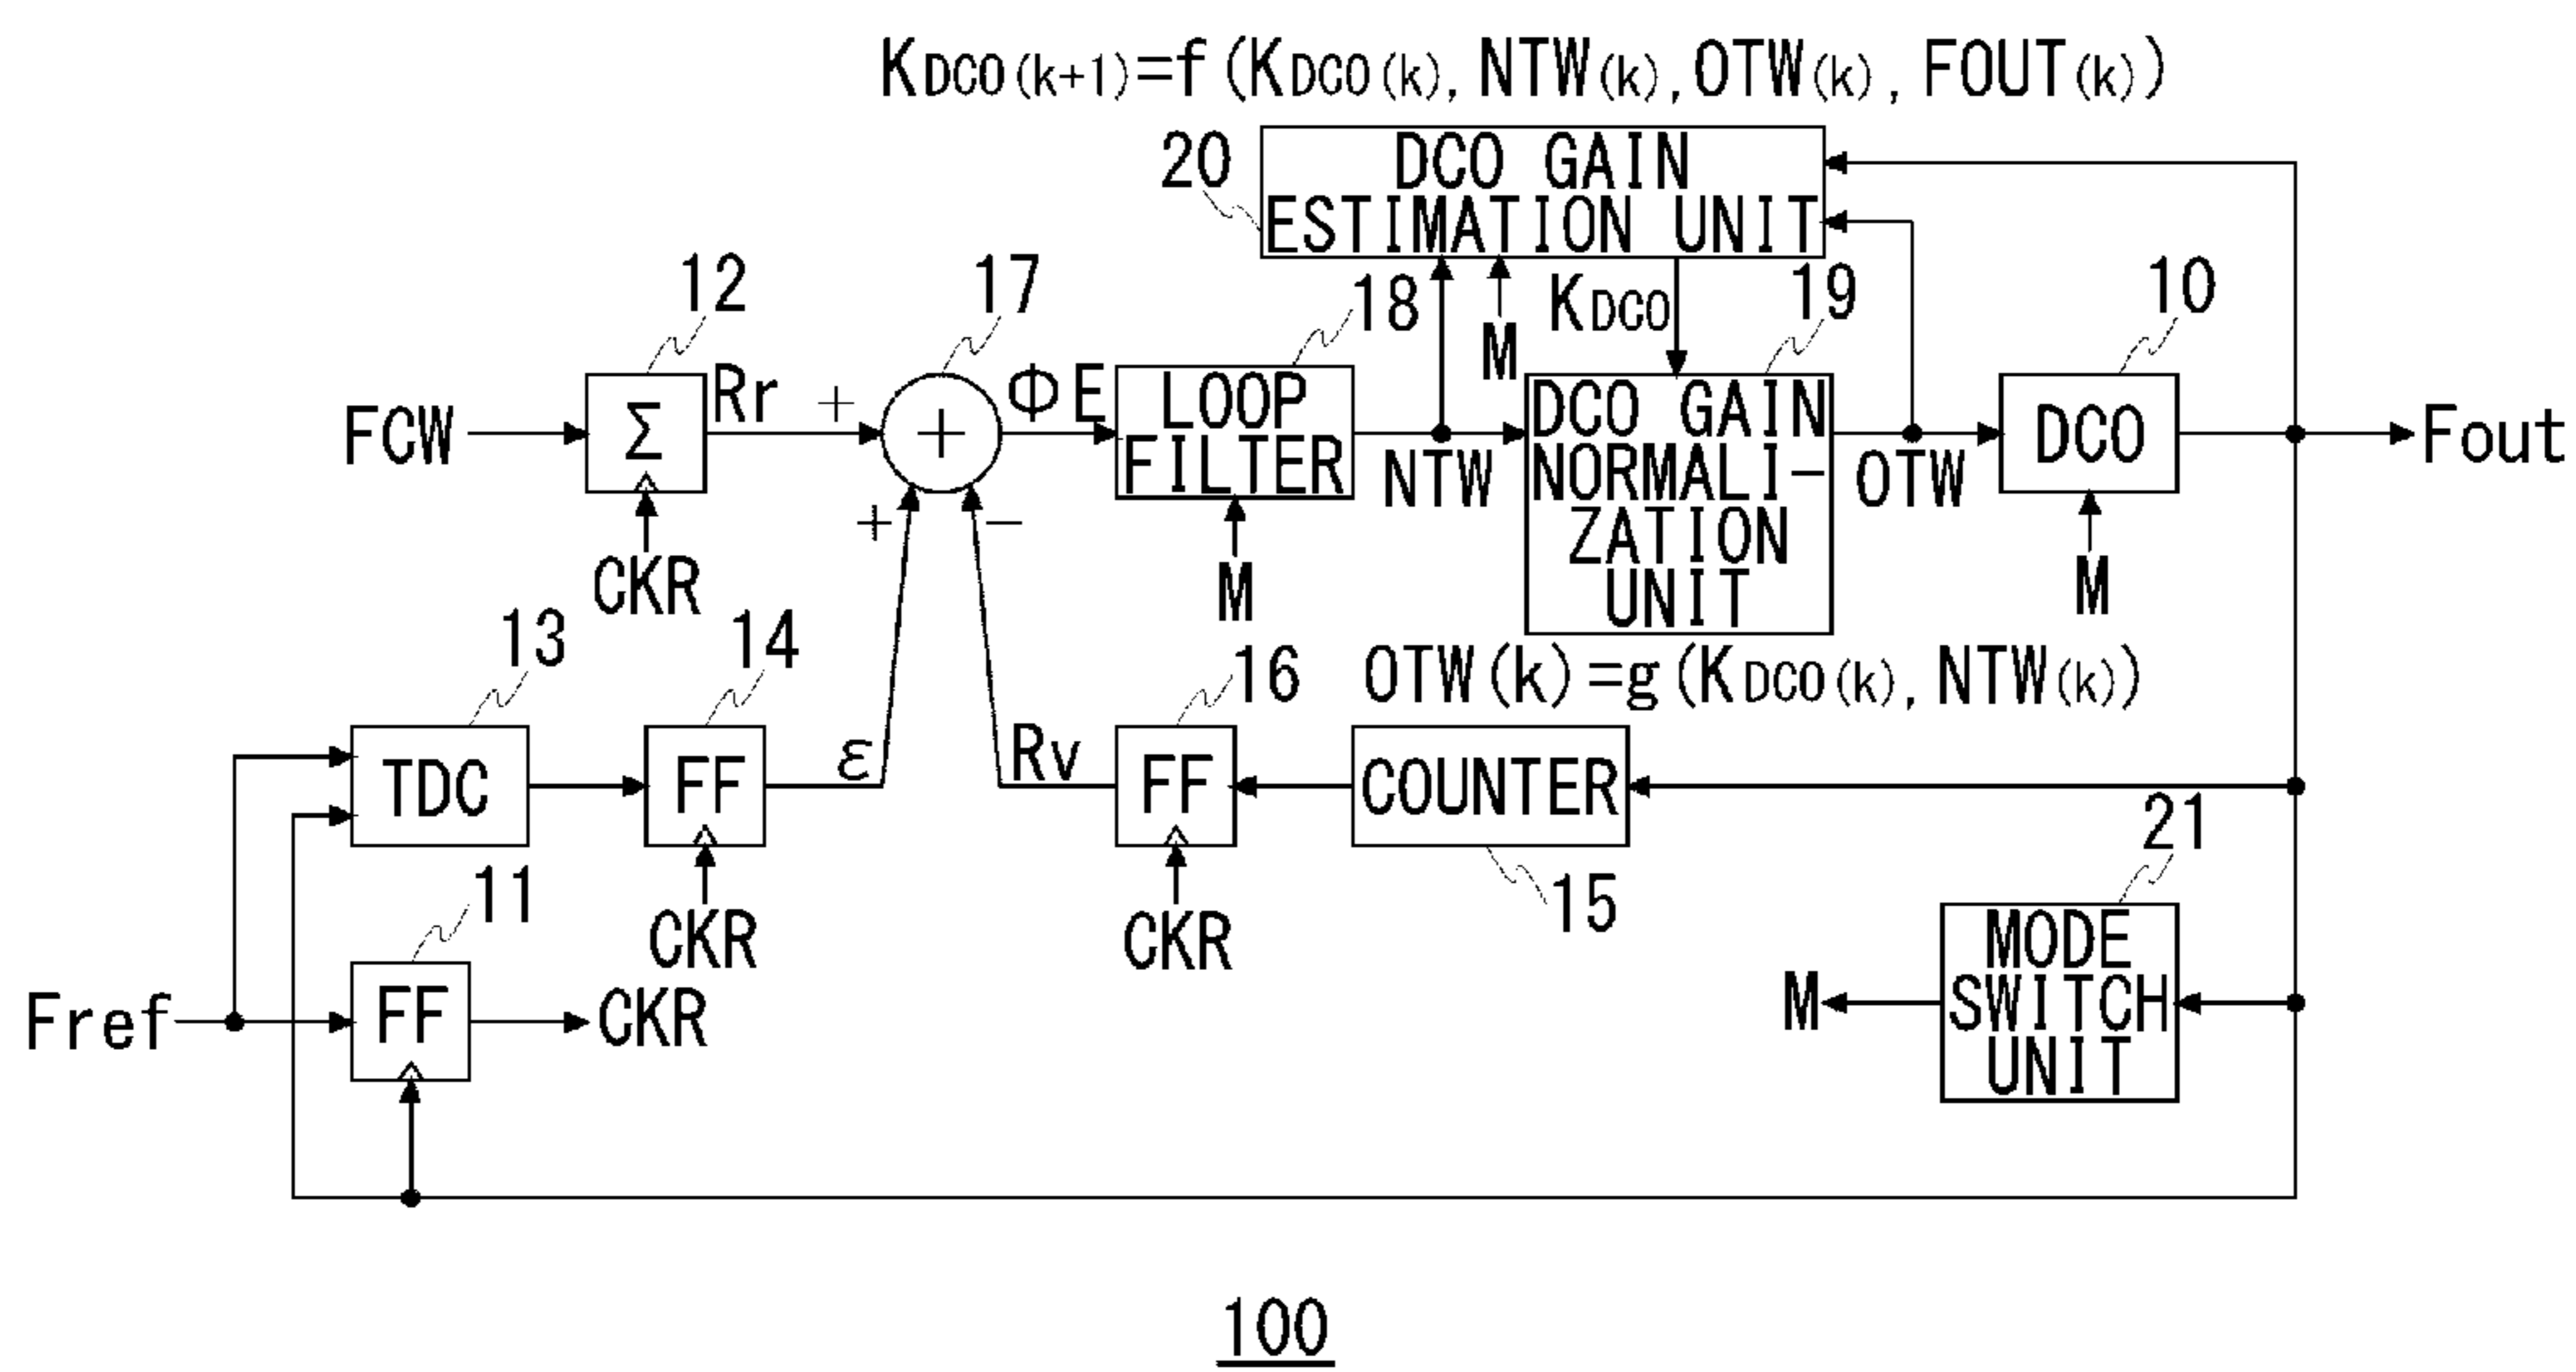 KDCO(k+1)=f(KDCO(k), NTW(k), OTW(k), FOUT(k))
20
DCO GAIN
ESTIMATION UNIT
12
17
18
M
KDCO
19
10
FCW
Σ
Rr
+
+
ΦE
LOOP
FILTER
NTW
DCO GAIN
NORMALI-
ZATION
UNIT
OTW
DCO
Fout
+
−
CKR
M
M
13
14
16
OTW(k)=g(KDCO(k), NTW(k))
TDC
FF
ε
Rv
FF
COUNTER
21
11
CKR
CKR
15
MODE
SWITCH
UNIT
M
Fref
FF
CKR
100